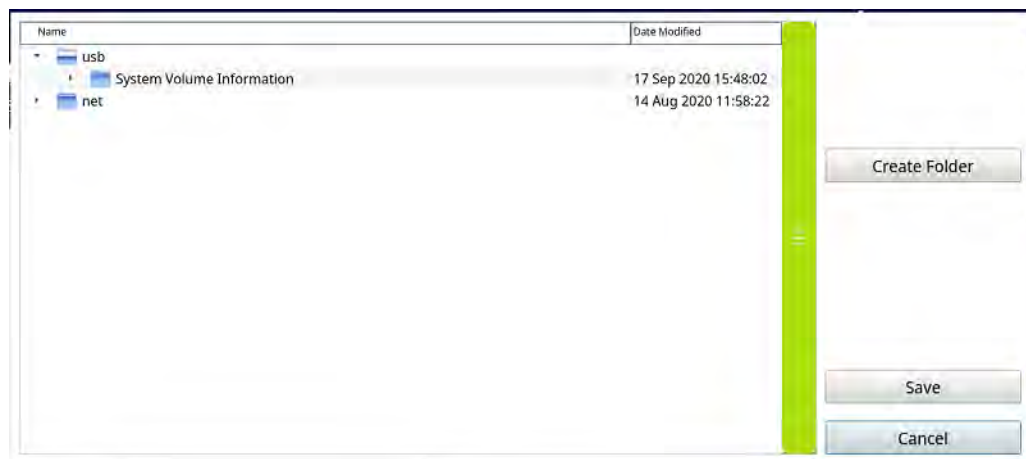 Name Date Modified
usb
System Volume Information 17 Sep 2020 15:48:02
net 14 Aug 2020 11:58:22
Create Folder
Save
Cancel